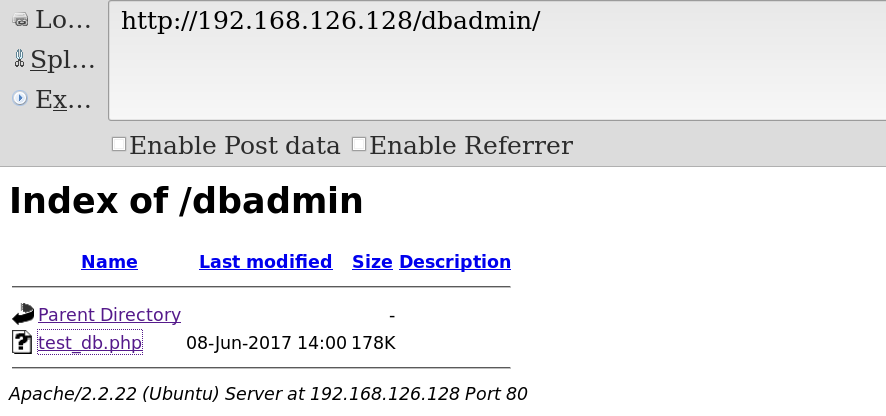 Lo... http://192.168.126.128/dbadmin/
Spl...
Ex...
Enable Post data Enable Referrer
Index of /dbadmin
Name Last modified Size Description
Parent Directory -
test_db.php 08-Jun-2017 14:00 178K
Apache/2.2.22 (Ubuntu) Server at 192.168.126.128 Port 80